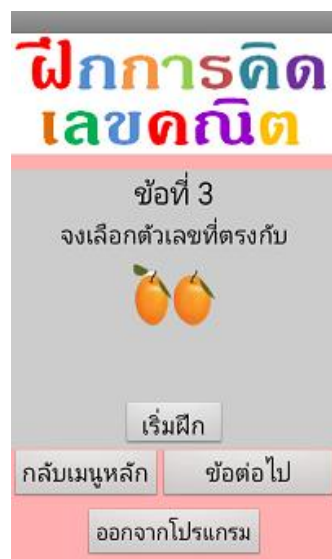 ฝึกการคิด
เลขคณิต
ข้อที่ 3
จงเลือกตัวเลขที่ตรงกับ
เริ่มฝึก
กลับเมนูหลัก ข้อต่อไป
ออกจากโปรแกรม